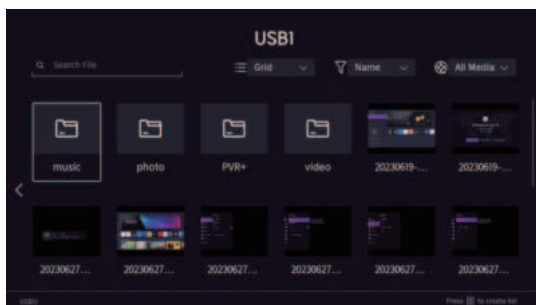 USB1
Search File
Grid
Name
All Media
music
photo
PVR+
video
20230619-...
20230619-...
20230627...
20230627...
20230627...
20230627...
20230627...
20230627...
USB1/
Press to create list